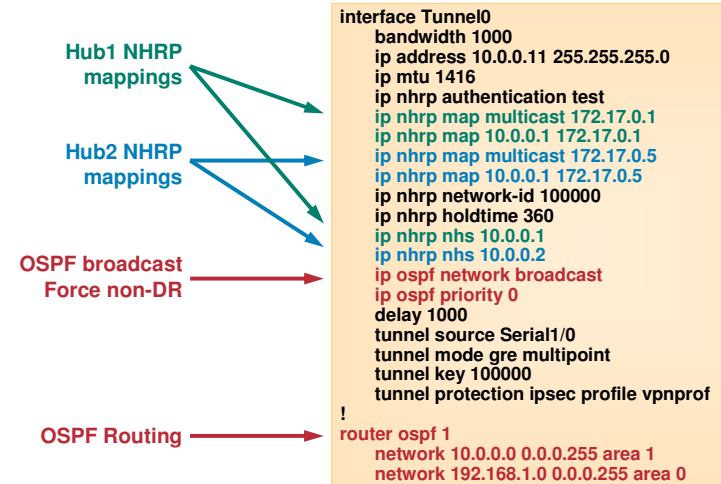 Hub1 NHRP
mappings
Hub2 NHRP
mappings
OSPF broadcast
Force non-DR
OSPF Routing
interface Tunnel0
bandwidth 1000
ip address 10.0.0.11 255.255.255.0
ip mtu 1416
ip nhrp authentication test
ip nhrp map multicast 172.17.0.1
ip nhrp map 10.0.0.1 172.17.0.1
ip nhrp map multicast 172.17.0.5
ip nhrp map 10.0.0.1 172.17.0.5
ip nhrp network-id 100000
ip nhrp holdtime 360
ip nhrp nhs 10.0.0.1
ip nhrp nhs 10.0.0.2
ip ospf network broadcast
ip ospf priority 0
delay 1000
tunnel source Serial1/0
tunnel mode gre multipoint
tunnel key 100000
tunnel protection ipsec profile vpnprof
!
router ospf 1
network 10.0.0.0 0.0.0.255 area 1
network 192.168.1.0 0.0.0.255 area 0